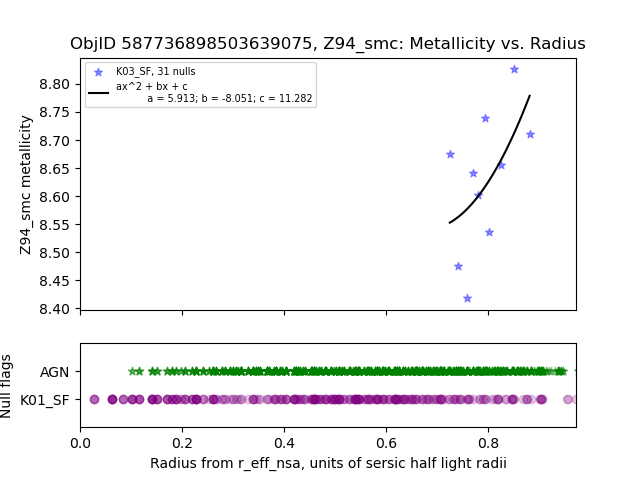 ObjID 587736898503639075, Z94_smc: Metallicity vs. Radius
K03_SF, 31 nulls
ax^2 + bx + c
a = 5.913; b = -8.051; c = 11.282
Z94_smc metallicity
8.80
8.75
8.70
8.65
8.60
8.55
8.50
8.45
8.40
Null flags
AGN
K01_SF
0.0 0.2 0.4 0.6 0.8
Radius from r_eff_nsa, units of sersic half light radii